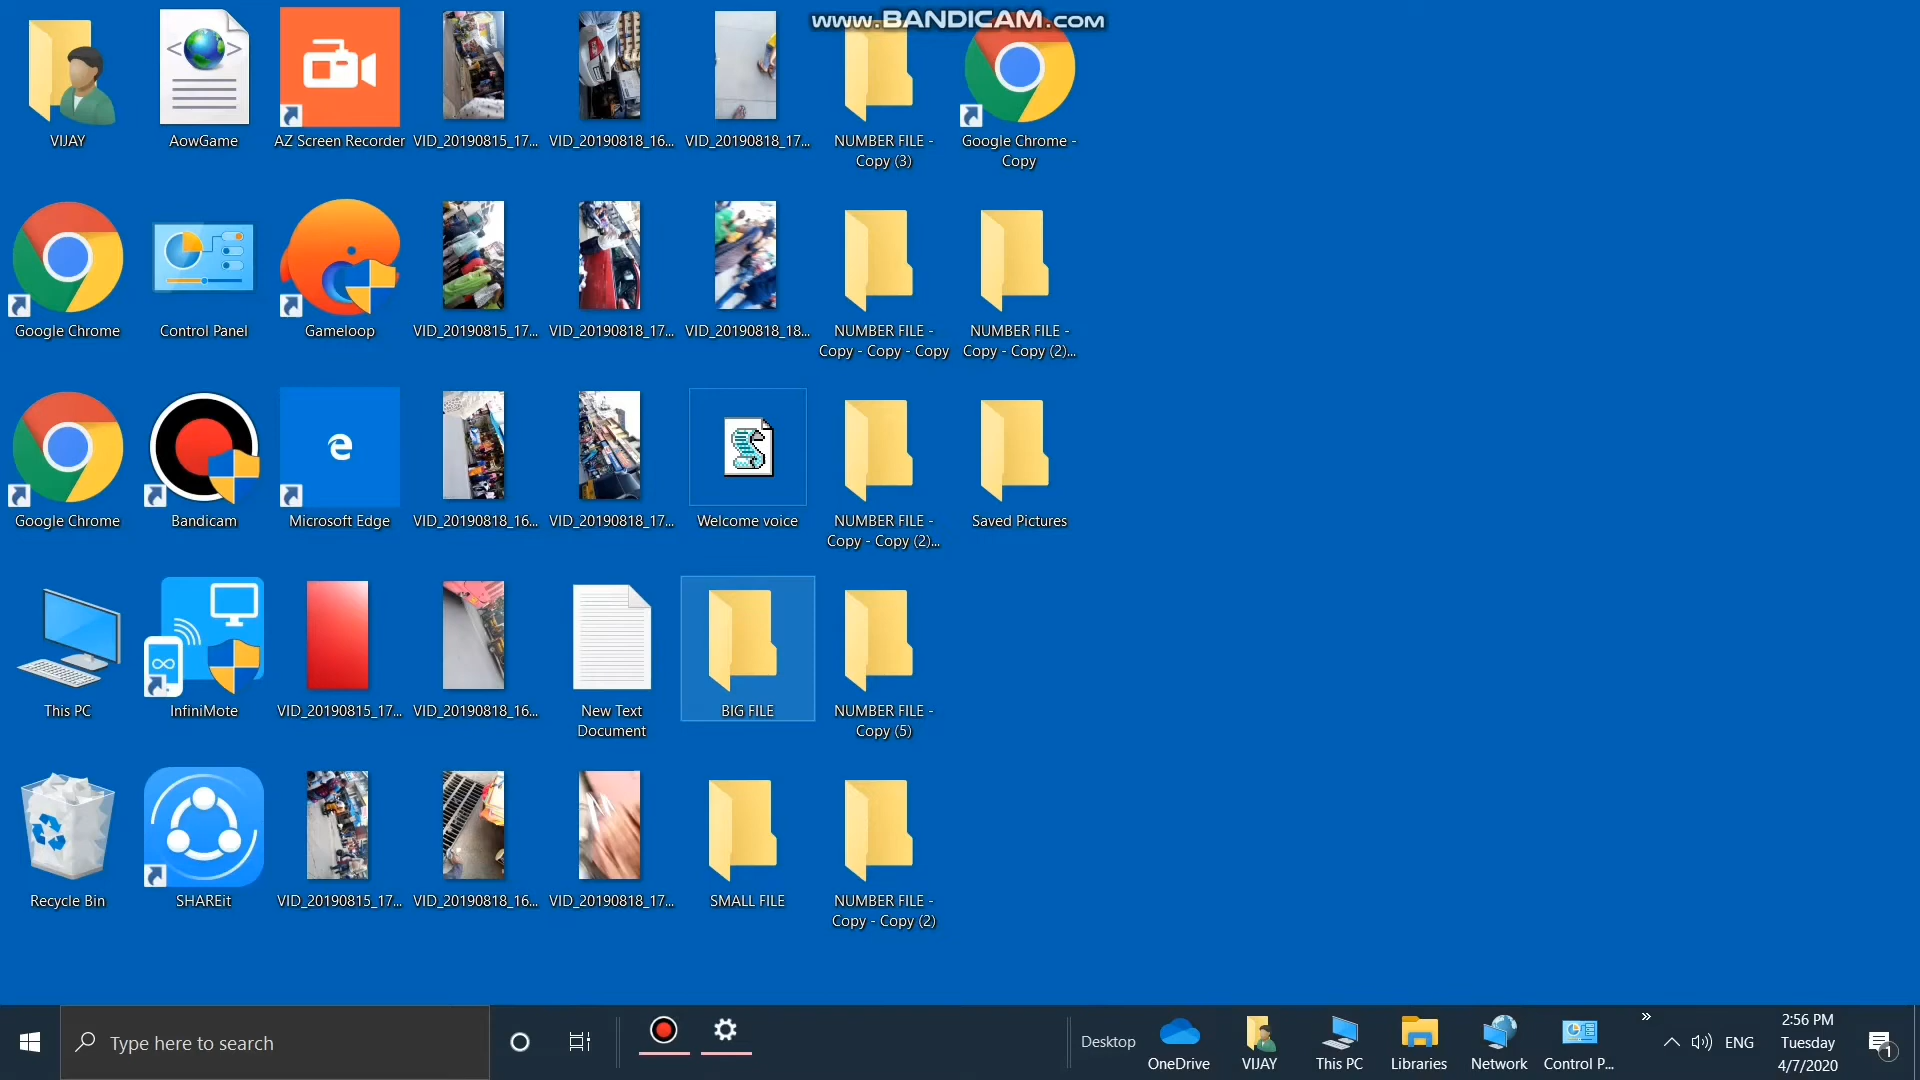 www.BANDICAM.com
VIJAY
AowGame
AZ Screen Recorder
VID_20190815_17...
VID_20190818_16...
VID_20190818_17...
NUMBER FILE -
Copy (3)
Google Chrome -
Copy
Google Chrome
Control Panel
Gameloop
VID_20190815_17...
VID_20190818_17...
VID_20190818_18...
NUMBER FILE -
Copy - Copy - Copy
NUMBER FILE -
Copy - Copy (2)...
Google Chrome
Bandicam
Microsoft Edge
VID_20190818_16...
VID_20190818_17...
Welcome voice
NUMBER FILE -
Copy - Copy (2)...
Saved Pictures
This PC
InfiniMote
VID_20190815_17...
VID_20190818_16...
New Text
Document
BIG FILE
NUMBER FILE -
Copy (5)
Recycle Bin
SHAREit
VID_20190815_17...
VID_20190818_16...
VID_20190818_17...
SMALL FILE
NUMBER FILE -
Copy - Copy (2)
Type here to search
Desktop
OneDrive
VIJAY
This PC
Libraries
Network
Control P...
ENG
2:56 PM
Tuesday
4/7/2020
1